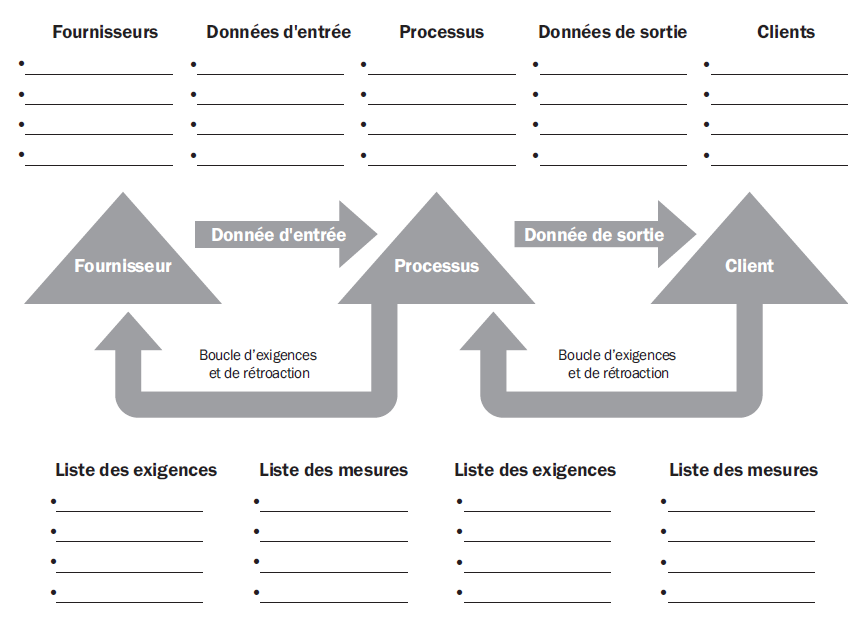 Fournisseurs
Données d'entrée
Processus
Données de sortie
Clients
Donnée d'entrée
Donnée de sortie
Fournisseur
Processus
Client
Boucle d’exigences
et de rétroaction
Boucle d’exigences
et de rétroaction
Liste des exigences
Liste des mesures
Liste des exigences
Liste des mesures